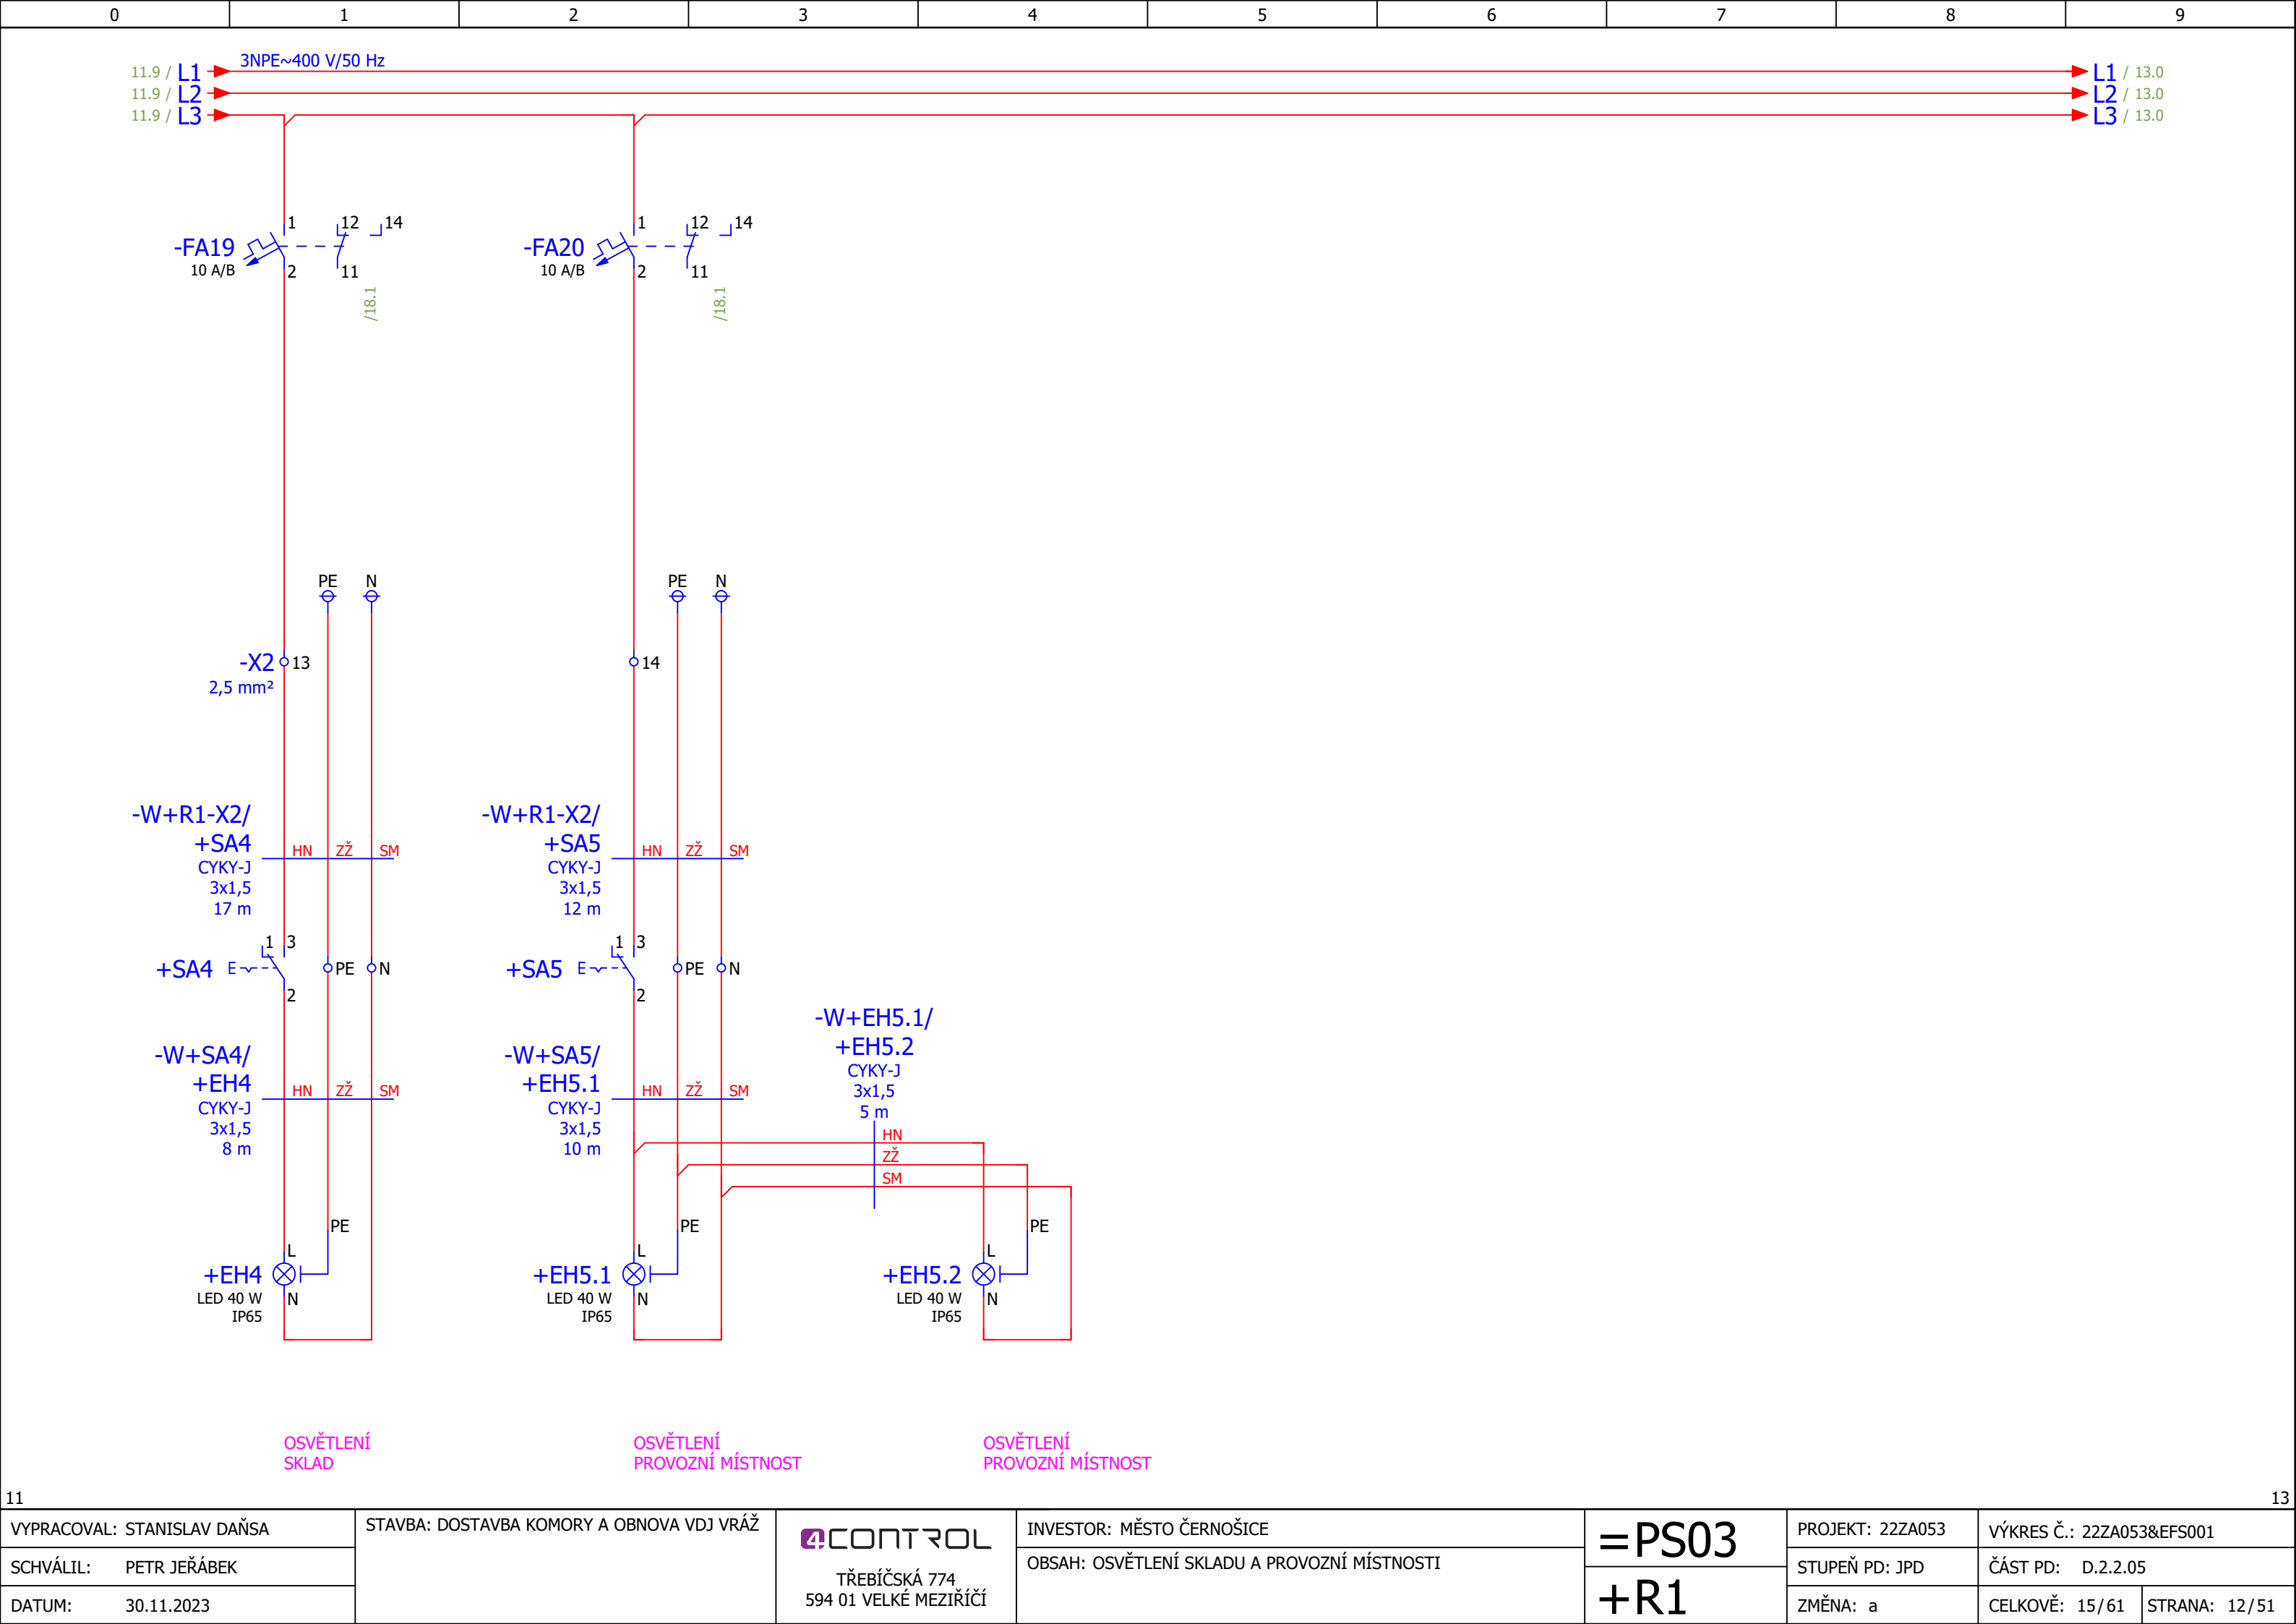 0 1 2 3 4 5 6 7 8 9
3NPE~400 V/50 Hz
11.9 / L1 L1 / 13.0
11.9 / L2 L2 / 13.0
11.9 / L3 L3 / 13.0
1 12 14 1 12 14
-FA19 -FA20
10 A/B 2 11 10 A/B 2 11
/18.1 /18.1
PE N PE N
-X2 13 14
2,5 mm²
-W+R1-X2/ -W+R1-X2/
+SA4 HN ZŽ SM +SA5 HN ZŽ SM
CYKY-J CYKY-J
3x1,5 3x1,5
17 m 12 m
1 3 1 3
+SA4 E PE N +SA5 E PE N
2 2
-W+EH5.1/
+EH5.2
CYKY-J
3x1,5
5 m
-W+SA4/ -W+SA5/
+EH4 HN ZŽ SM +EH5.1 HN ZŽ SM
CYKY-J CYKY-J
3x1,5 3x1,5
8 m 10 m
HN
ZŽ
SM
PE PE PE
L L L
+EH4 +EH5.1 +EH5.2
LED 40 W N LED 40 W N LED 40 W N
IP65 IP65 IP65
OSVĚTLENÍ OSVĚTLENÍ OSVĚTLENÍ
SKLAD PROVOZNÍ MÍSTNOST PROVOZNÍ MÍSTNOST
11 13
VYPRACOVAL: STANISLAV DAŇSA
SCHVÁLIL: PETR JEŘÁBEK
DATUM: 30.11.2023
STAVBA: DOSTAVBA KOMORY A OBNOVA VDJ VRÁŽ
4CONTROL
TŘEBÍČSKÁ 774
594 01 VELKÉ MEZIŘÍČÍ
INVESTOR: MĚSTO ČERNOŠICE
OBSAH: OSVĚTLENÍ SKLADU A PROVOZNÍ MÍSTNOSTI
=PS03
+R1
PROJEKT: 22ZA053
STUPEŇ PD: JPD
ZMĚNA: a
VÝKRES Č.: 22ZA053&EFS001
ČÁST PD: D.2.2.05
CELKOVĚ: 15/61 STRANA: 12/51